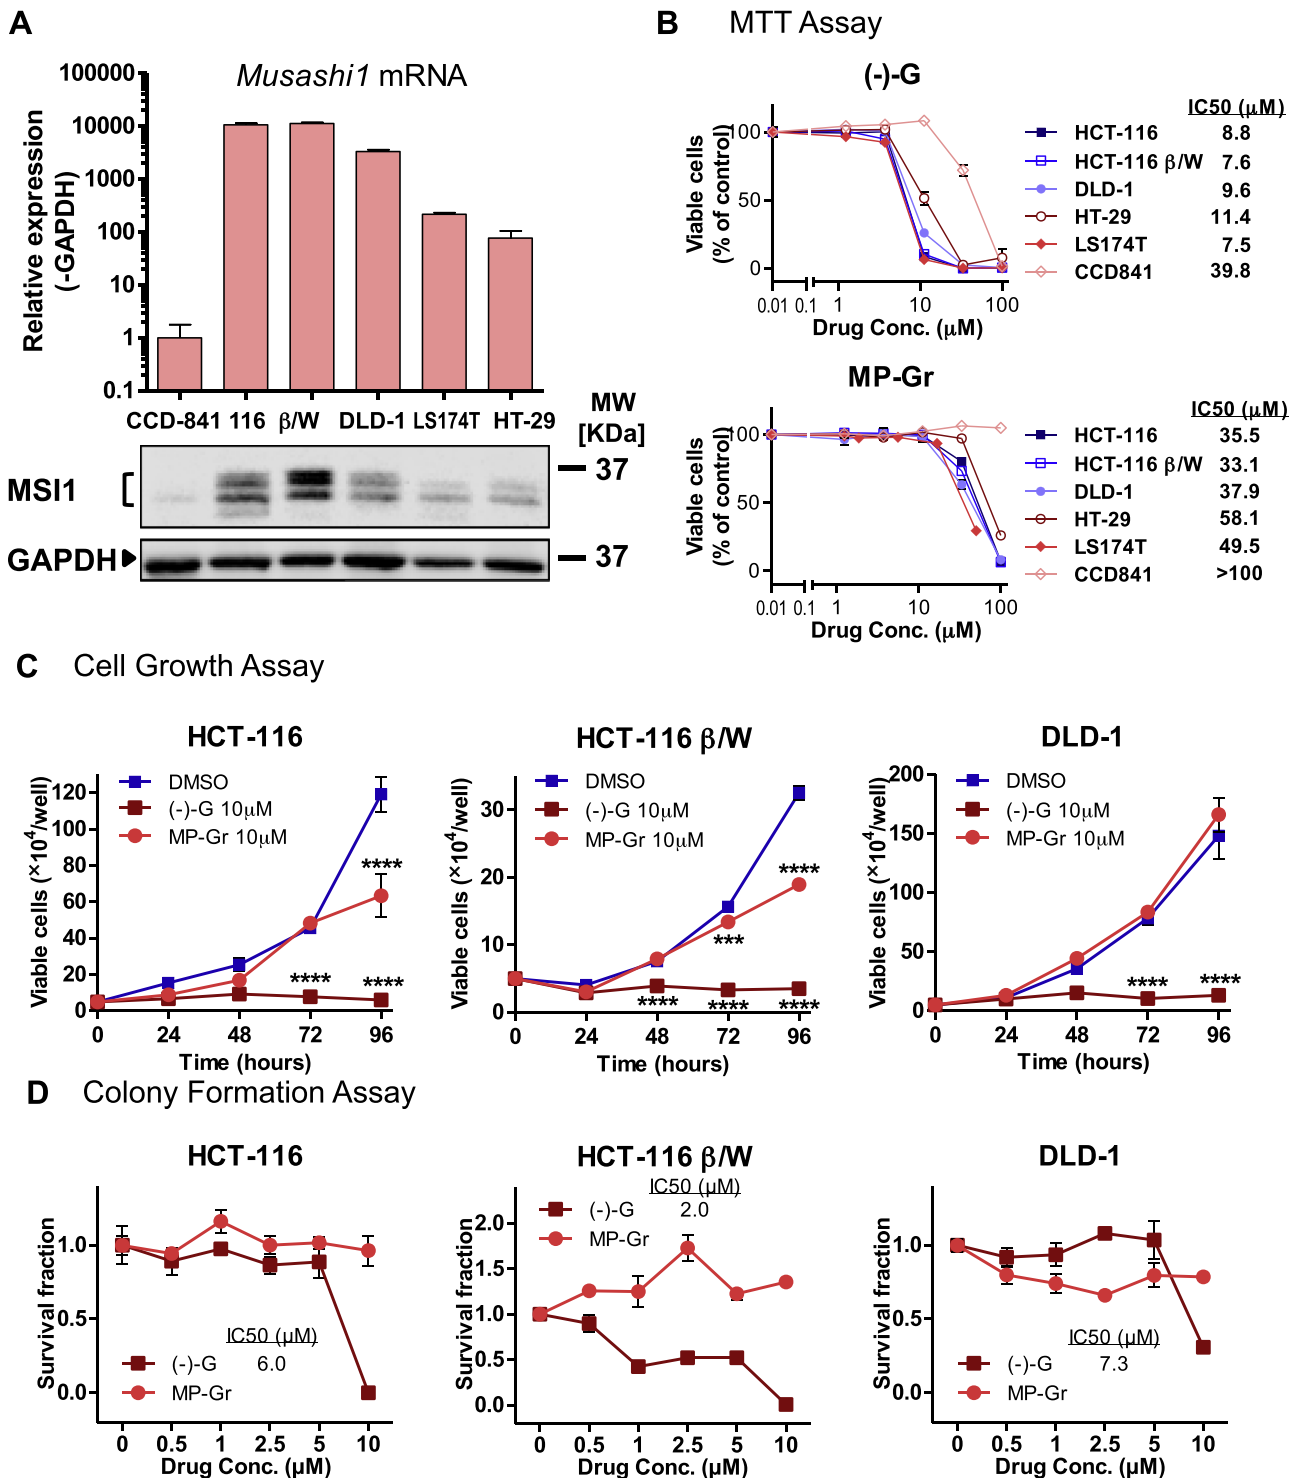 A
Musashi1 mRNA
Relative expression
(-GAPDH)
100000
10000
1000
100
10
1
0.1
CCD-841 116 β/W DLD-1 LS174T HT-29
MW
[KDa]
MSI1
37
GAPDH
37
B MTT Assay
(-)-G
Viable cells
(% of control)
100
50
0
0.01 0.1 1 10 100
Drug Conc. (μM)
IC50 (μM)
HCT-116 8.8
HCT-116 β/W 7.6
DLD-1 9.6
HT-29 11.4
LS174T 7.5
CCD841 39.8
MP-Gr
Viable cells
(% of control)
100
50
0
0.01 0.1 1 10 100
Drug Conc. (μM)
IC50 (μM)
HCT-116 35.5
HCT-116 β/W 33.1
DLD-1 37.9
HT-29 58.1
LS174T 49.5
CCD841 >100
C Cell Growth Assay
HCT-116
Viable cells (×10⁴/well)
120
100
80
60
40
20
0
DMSO
(-)-G 10μM
MP-Gr 10μM
****
**** ****
0 24 48 72 96
Time (hours)
HCT-116 β/W
Viable cells (×10⁴/well)
30
20
10
0
DMSO
(-)-G 10μM
MP-Gr 10μM
****
***
**** **** ****
0 24 48 72 96
Time (hours)
DLD-1
Viable cells (×10⁴/well)
200
150
100
50
0
DMSO
(-)-G 10μM
MP-Gr 10μM
**** ****
0 24 48 72 96
Time (hours)
D Colony Formation Assay
HCT-116
Survival fraction
1.0
0.5
0.0
IC50 (μM)
(-)-G 6.0
MP-Gr
0 0.5 1 2.5 5 10
Drug Conc. (μM)
HCT-116 β/W
Survival fraction
2.0
1.5
1.0
0.5
0.0
IC50 (μM)
(-)-G 2.0
MP-Gr
0 0.5 1 2.5 5 10
Drug Conc. (μM)
DLD-1
Survival fraction
1.0
0.5
0.0
IC50 (μM)
(-)-G 7.3
MP-Gr
0 0.5 1 2.5 5 10
Drug Conc. (μM)